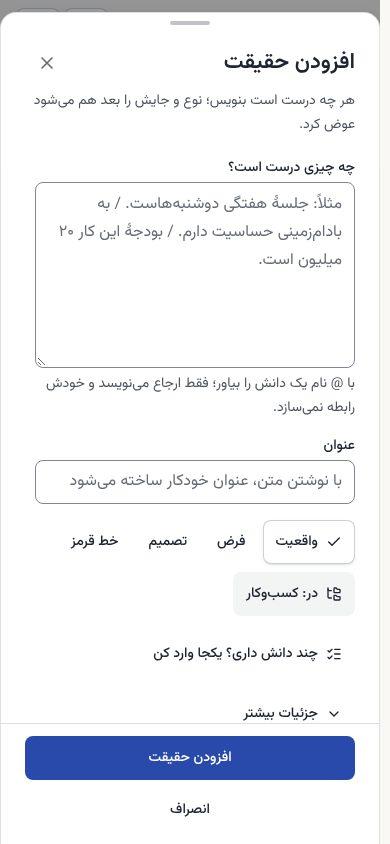 افزودن حقیقت
هر چه درست است بنویس؛ نوع و جایش را بعد هم می‌شود
عوض کرد.
چه چیزی درست است؟
مثلاً: جلسهٔ هفتگی دوشنبه‌هاست. / به
بادام‌زمینی حساسیت دارم. / بودجهٔ این کار ۲۰
میلیون است.
با @ نام یک دانش را بیاور؛ فقط ارجاع می‌نویسد و خودش
رابطه نمی‌سازد.
عنوان
با نوشتن متن، عنوان خودکار ساخته می‌شود
واقعیت فرض تصمیم خط قرمز
در: کسب‌وکار
چند دانش داری؟ یکجا وارد کن
جزئیات بیشتر
افزودن حقیقت
انصراف